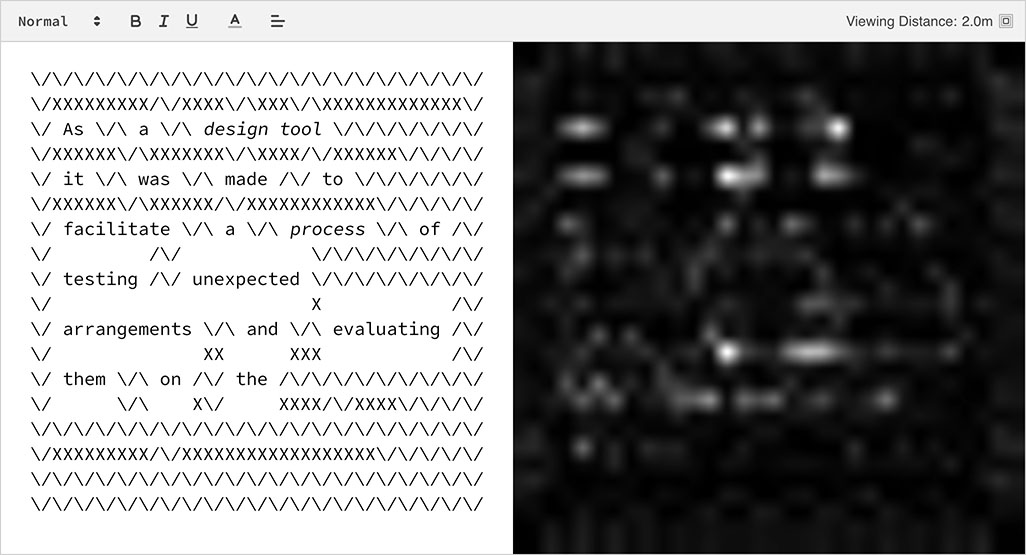 Normal B I U A Viewing Distance: 2.0m
\/\/\/\/\/\/\/\/\/\/\/\/\/\/\/\/\/\/\/\/\/
\/XXXXXXXXX/\/XXXX\/\XXX\/\XXXXXXXXXXXXX\/
\/ As \/\ a \/\ design tool \/\/\/\/\/\/\/
\/XXXXXX\/\XXXXXXX\/\XXXX/\/XXXXXX\/\/\/\/
\/ it \/\ was \/\ made /\/ to \/\/\/\/\/\/
\/XXXXXX\/\XXXXXX/\/XXXXXXXXXXXX\/\/\/\/\/
\/ facilitate \/\ a \/\ process \/\ of /\/
\/         /\/            \/\/\/\/\/\/\/\/
\/ testing /\/ unexpected \/\/\/\/\/\/\/\/
\/                        X            /\/
\/ arrangements \/\ and \/\ evaluating /\/
\/              XX      XXX            /\/
\/ them \/\ on /\/ the /\/\/\/\/\/\/\/\/\/
\/      \/\    X\/     XXXX/\/XXXX\/\/\/\/
\/\/\/\/\/\/\/\/\/\/\/\/\/\/\/\/\/\/\/\/\/
\/XXXXXXXXX/\/XXXXXXXXXXXXXXXXXX\/\/\/\/\/
\/\/\/\/\/\/\/\/\/\/\/\/\/\/\/\/\/\/\/\/\/
\/\/\/\/\/\/\/\/\/\/\/\/\/\/\/\/\/\/\/\/\/